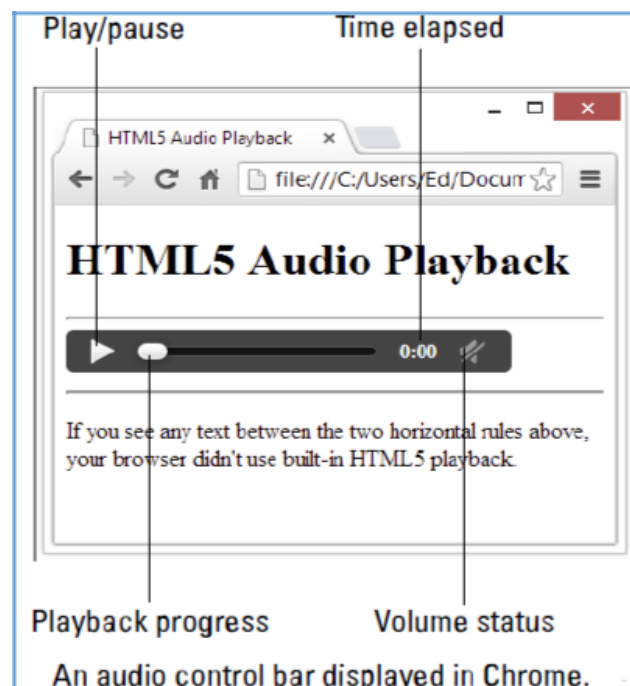 Play/pause
Time elapsed
HTML5 Audio Playback
file:///C:/Users/Ed/Docum
HTML5 Audio Playback
0:00
If you see any text between the two horizontal rules above,
your browser didn't use built-in HTML5 playback.
Playback progress
Volume status
An audio control bar displayed in Chrome.